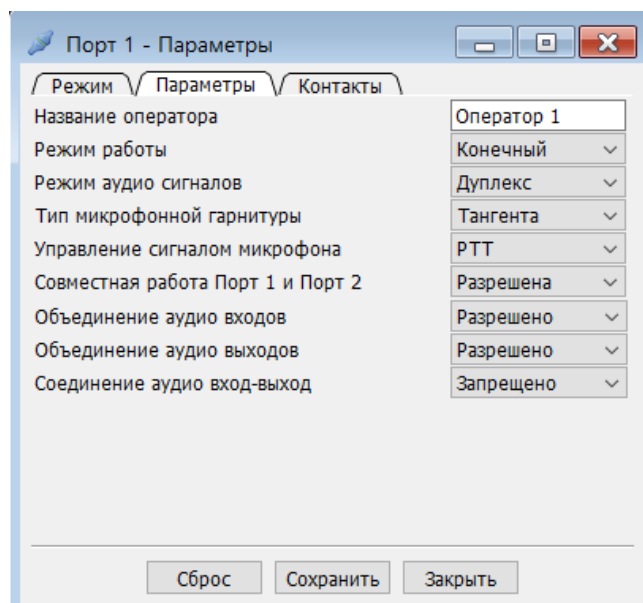 Порт 1 - Параметры
Режим Параметры Контакты
Название оператора Оператор 1
Режим работы Конечный
Режим аудио сигналов Дуплекс
Тип микрофонной гарнитуры Тангента
Управление сигналом микрофона РТТ
Совместная работа Порт 1 и Порт 2 Разрешена
Объединение аудио входов Разрешено
Объединение аудио выходов Разрешено
Соединение аудио вход-выход Запрещено
Сброс Сохранить Закрыть